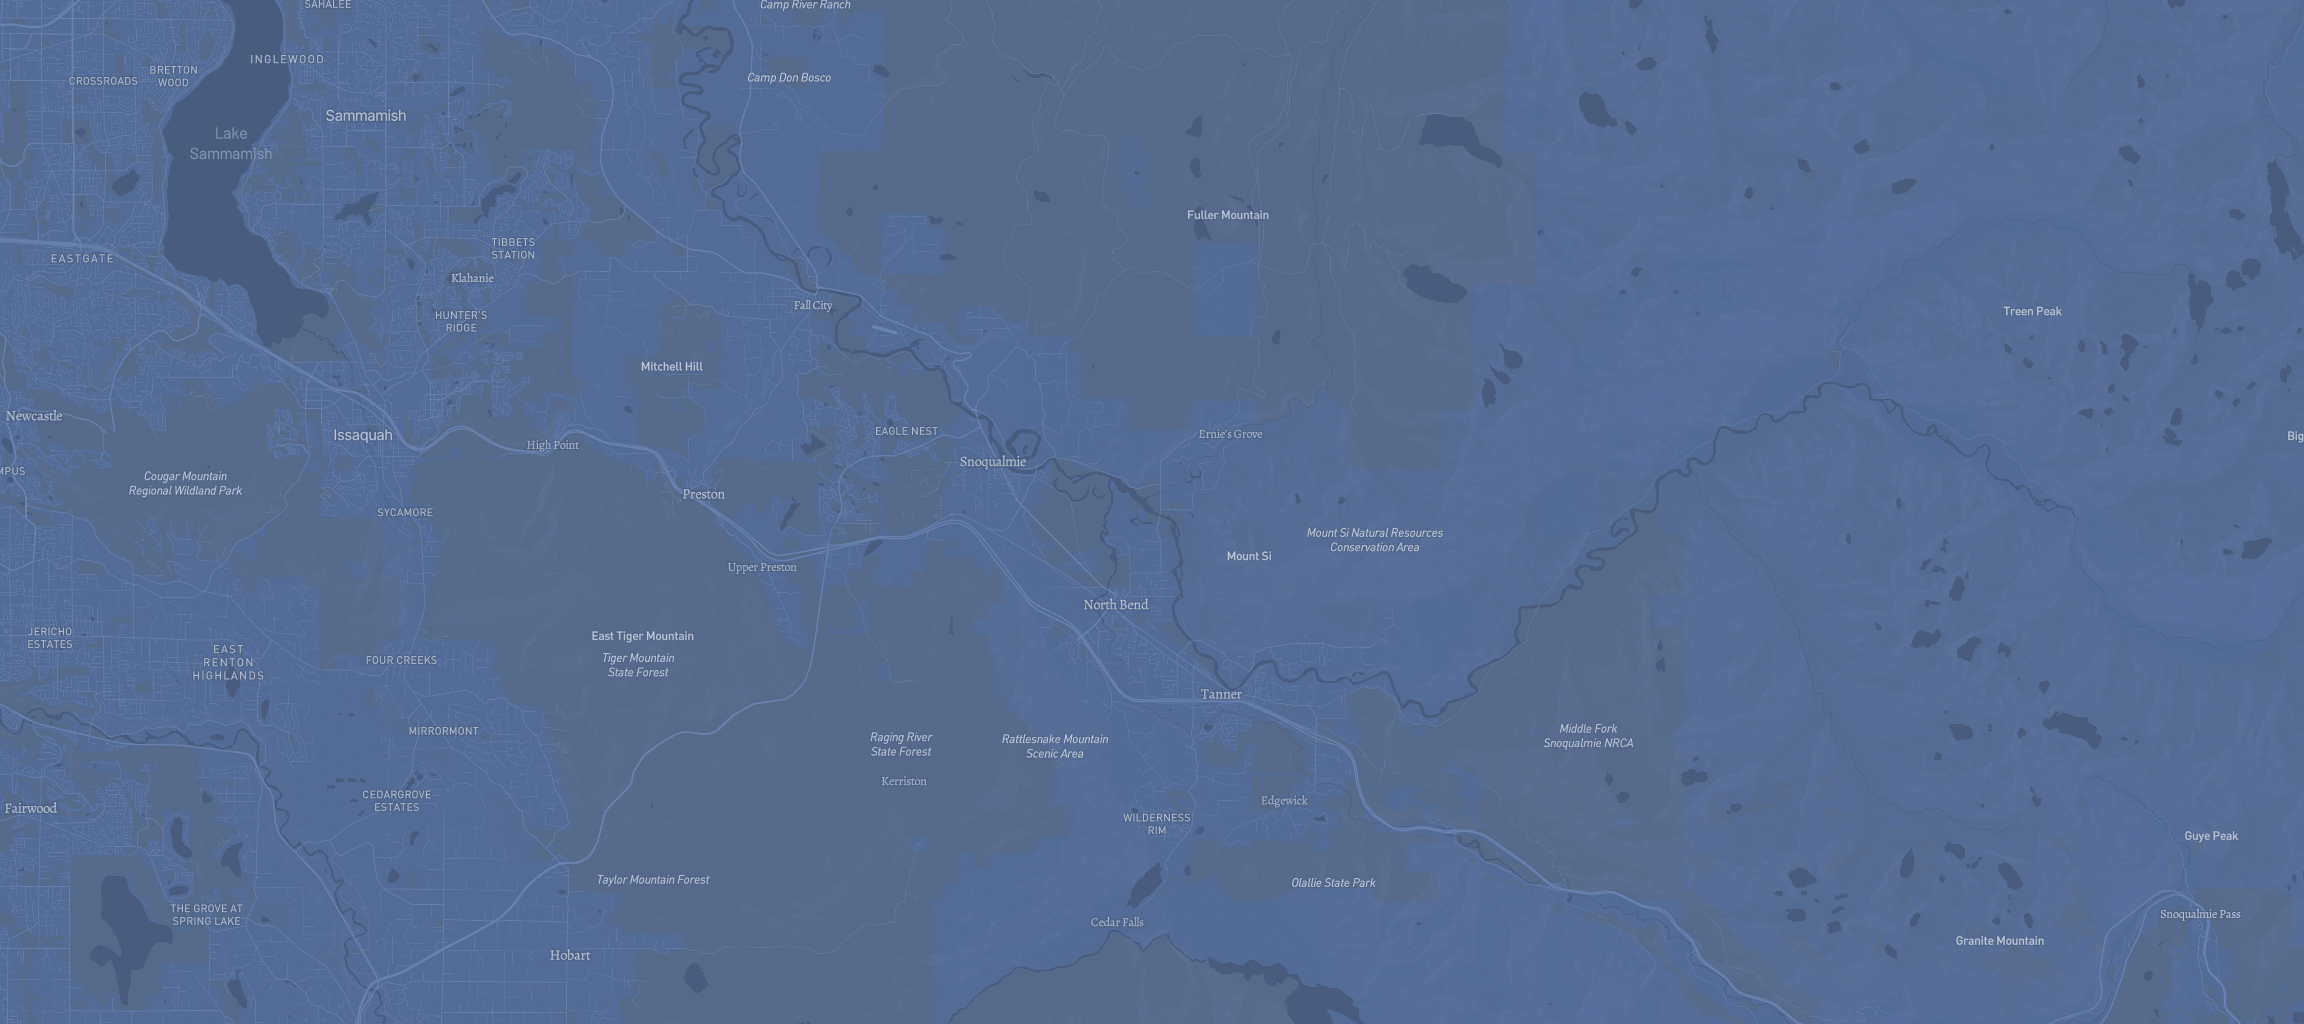 SAHALEE
Camp River Ranch
INGLEWOOD
BRETTON
WOOD
CROSSROADS
Camp Don Bosco
Sammamish
Lake
Sammamish
Fuller Mountain
TIBBETS
STATION
EASTGATE
Klahanie
Fall City
Treen Peak
HUNTER'S
RIDGE
Mitchell Hill
Newcastle
Issaquah
EAGLE NEST
Ernie's Grove
Big
High Point
Snoqualmie
MPUS
Cougar Mountain
Regional Wildland Park
Preston
SYCAMORE
Mount Si Natural Resources
Conservation Area
Mount Si
Upper Preston
North Bend
JERICHO
ESTATES
East Tiger Mountain
EAST
RENTON
HIGHLANDS
FOUR CREEKS
Tiger Mountain
State Forest
Tanner
MIRRORMONT
Raging River
State Forest
Rattlesnake Mountain
Scenic Area
Middle Fork
Snoqualmie NRCA
Kerriston
CEDARGROVE
ESTATES
Edgewick
Fairwood
WILDERNESS
RIM
Guye Peak
Taylor Mountain Forest
Olallie State Park
THE GROVE AT
SPRING LAKE
Cedar Falls
Snoqualmie Pass
Granite Mountain
Hobart